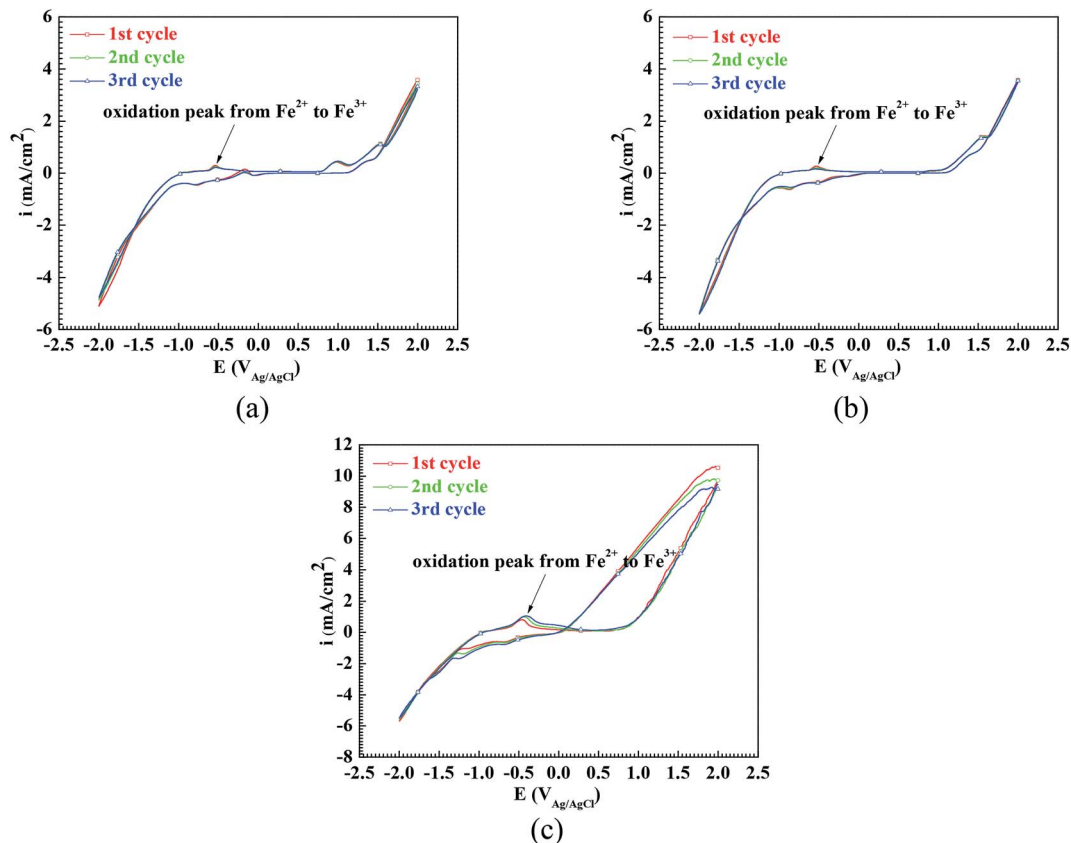 6
4
2
0
-2
-4
-6
i (mA/cm²)
1st cycle
2nd cycle
3rd cycle
oxidation peak from Fe²⁺ to Fe³⁺
-2.5 -2.0 -1.5 -1.0 -0.5 0.0 0.5 1.0 1.5 2.0 2.5
E (V Ag/AgCl)
(a)
6
4
2
0
-2
-4
-6
i (mA/cm²)
1st cycle
2nd cycle
3rd cycle
oxidation peak from Fe²⁺ to Fe³⁺
-2.5 -2.0 -1.5 -1.0 -0.5 0.0 0.5 1.0 1.5 2.0 2.5
E (V Ag/AgCl)
(b)
12
10
8
6
4
2
0
-2
-4
-6
-8
i (mA/cm²)
1st cycle
2nd cycle
3rd cycle
oxidation peak from Fe²⁺ to Fe³⁺
-2.5 -2.0 -1.5 -1.0 -0.5 0.0 0.5 1.0 1.5 2.0 2.5
E (V Ag/AgCl)
(c)